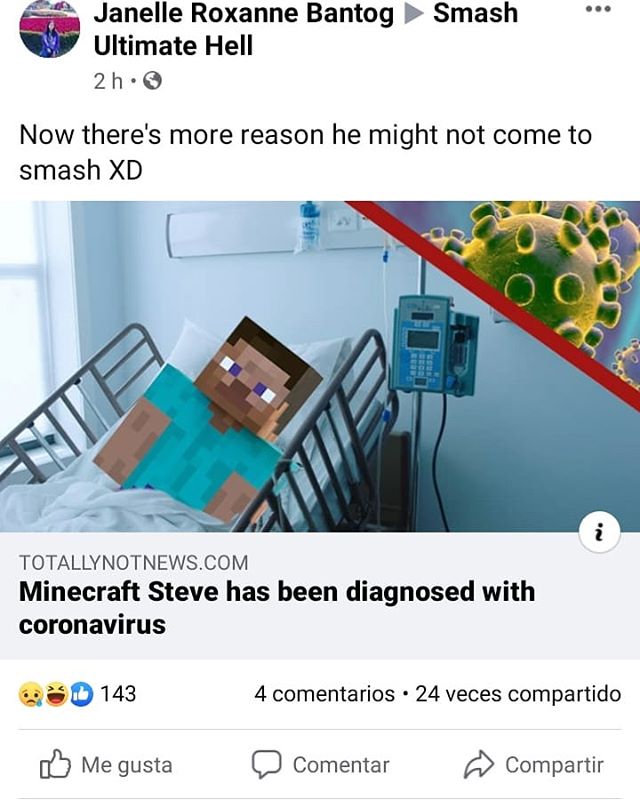 Janelle Roxanne Bantog ▶ Smash
Ultimate Hell
2 h •
Now there's more reason he might not come to
smash XD
TOTALLYNOTNEWS.COM
Minecraft Steve has been diagnosed with
coronavirus
143
4 comentarios • 24 veces compartido
Me gusta
Comentar
Compartir